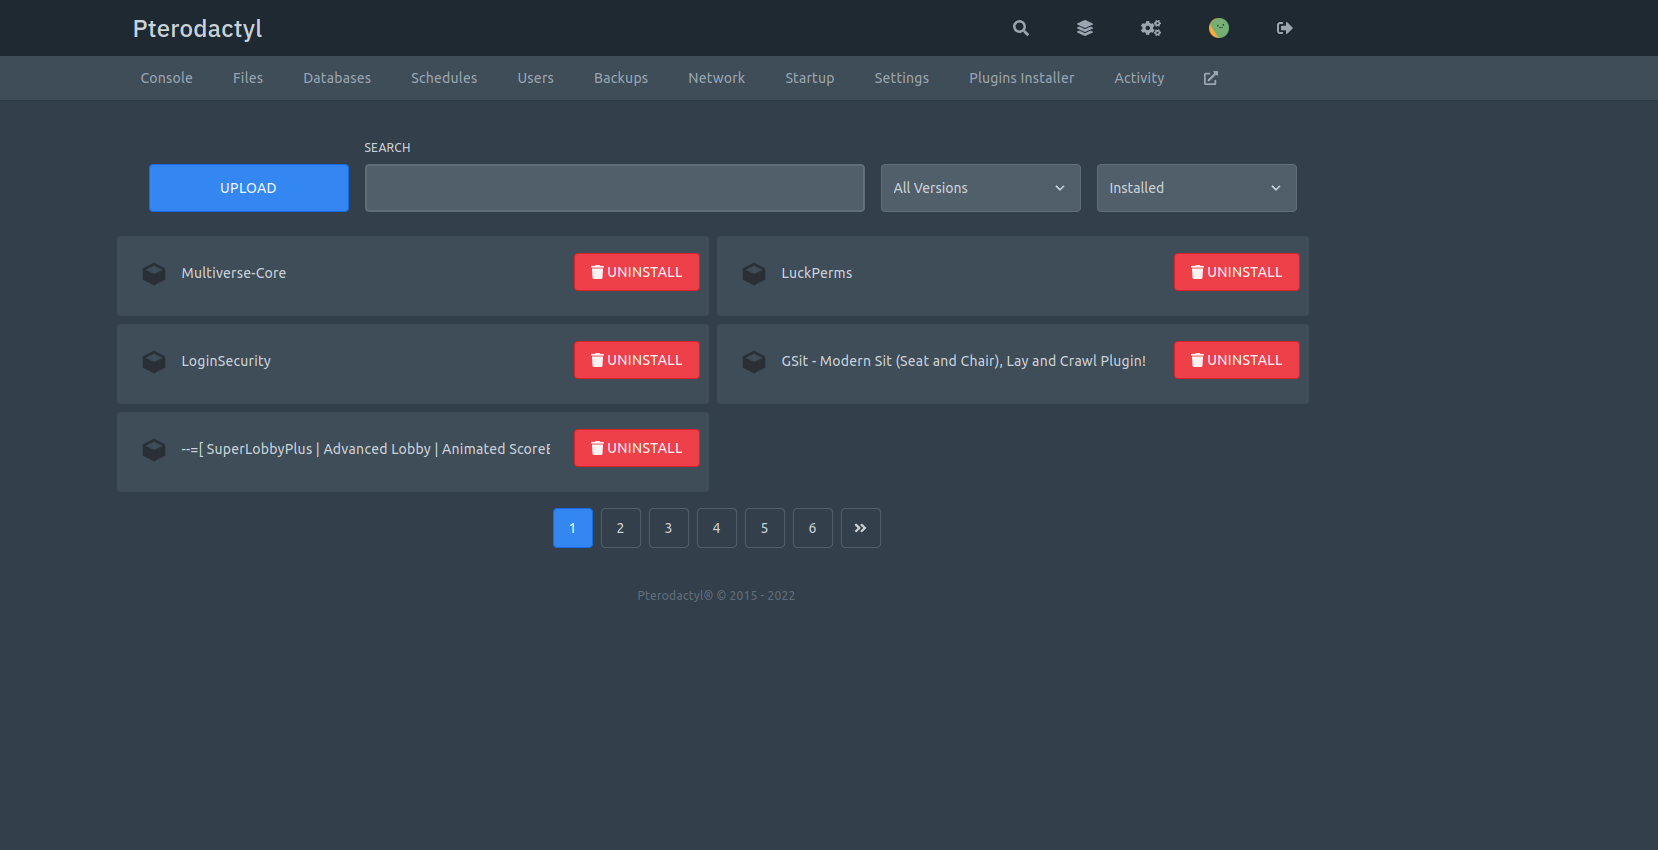 Pterodactyl
Console Files Databases Schedules Users Backups Network Startup Settings Plugins Installer Activity
SEARCH
UPLOAD All Versions Installed
Multiverse-Core UNINSTALL LuckPerms UNINSTALL
LoginSecurity UNINSTALL GSit - Modern Sit (Seat and Chair), Lay and Crawl Plugin! UNINSTALL
--=[ SuperLobbyPlus | Advanced Lobby | Animated Score UNINSTALL
1 2 3 4 5 6 »
Pterodactyl® © 2015 - 2022